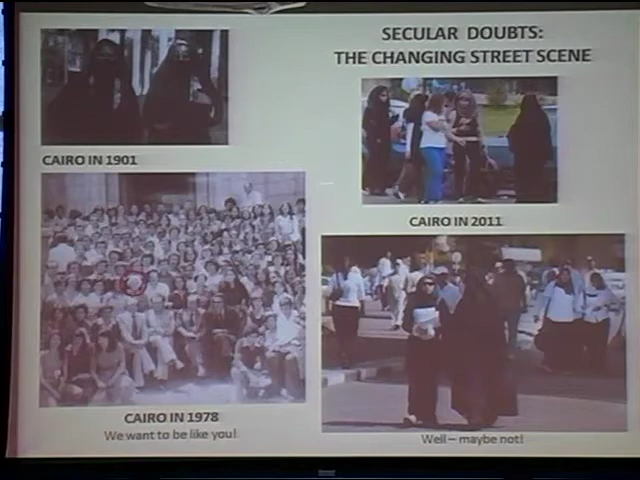 SECULAR DOUBTS:
THE CHANGING STREET SCENE
CAIRO IN 1901
CAIRO IN 2011
CAIRO IN 1978
We want to be like you!
Well – maybe not!